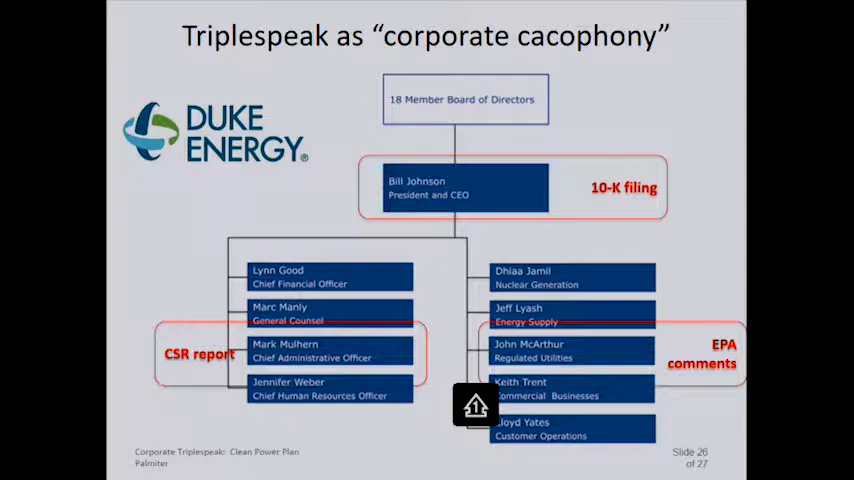 Triplespeak as “corporate cacophony”
DUKE
ENERGY®
18 Member Board of Directors
Bill Johnson
President and CEO
10-K filing
Lynn Good
Chief Financial Officer
Marc Manly
General Counsel
CSR report
Mark Mulhern
Chief Administrative Officer
Jennifer Weber
Chief Human Resources Officer
Dhiaa Jamil
Nuclear Generation
Jeff Lyash
Energy Supply
John McArthur
Regulated Utilities
EPA
comments
Keith Trent
Commercial Businesses
Lloyd Yates
Customer Operations
1
Corporate Triplespeak: Clean Power Plan
Palmiter
Slide 26
of 27